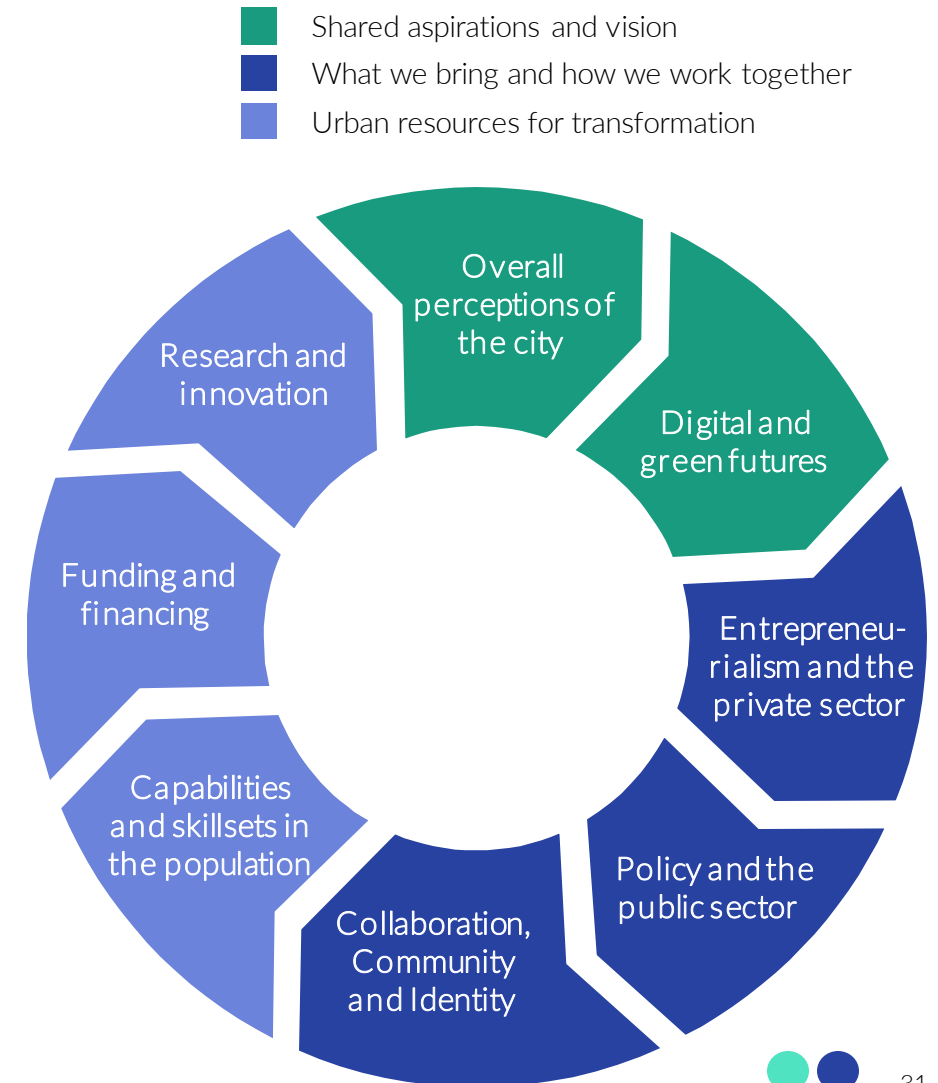 Shared aspirations and vision
What we bring and how we work together
Urban resources for transformation
Overall
perceptions of
the city
Digital and
green futures
Entrepreneu-
rialism and the
private sector
Policy and the
public sector
Collaboration,
Community
and Identity
Capabilities
and skillsets in
the population
Funding and
financing
Research and
innovation